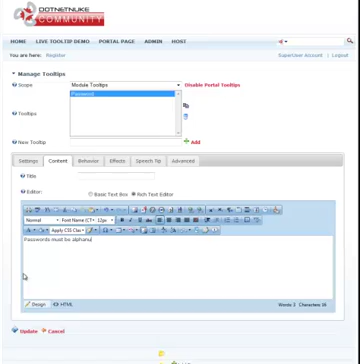 DOTNETNUKE
COMMUNITY
HOME LIVE TOOLTIP DEMO PORTAL PAGE ADMIN HOST
You are here: Register SuperUser Account | Logout
Manage Tooltips
Scope Module Tooltips Disable Portal Tooltips
Password
Tooltips
New Tooltip Add
Settings Content Behavior Effects Speech Tip Advanced
Title
Editor: Basic Text Box Rich Text Editor
Normal Font Name (CT 12px
Apply CSS Clas
Passwords must be alphanu
Design HTML Words: 3 Characters:
Update Cancel